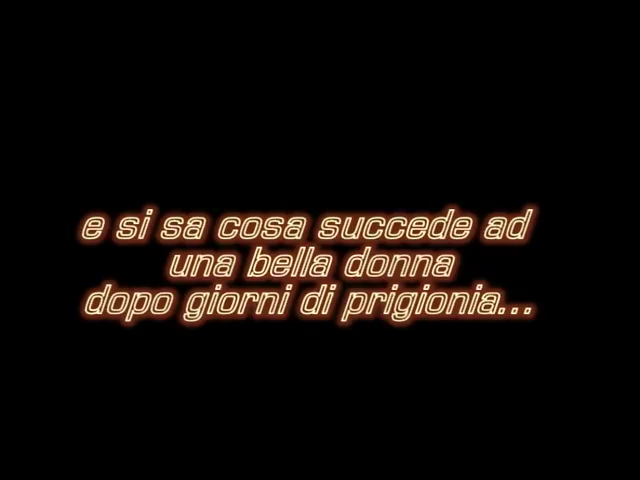 e si sa cosa succede ad
una bella donna
dopo giorni di prigionia...